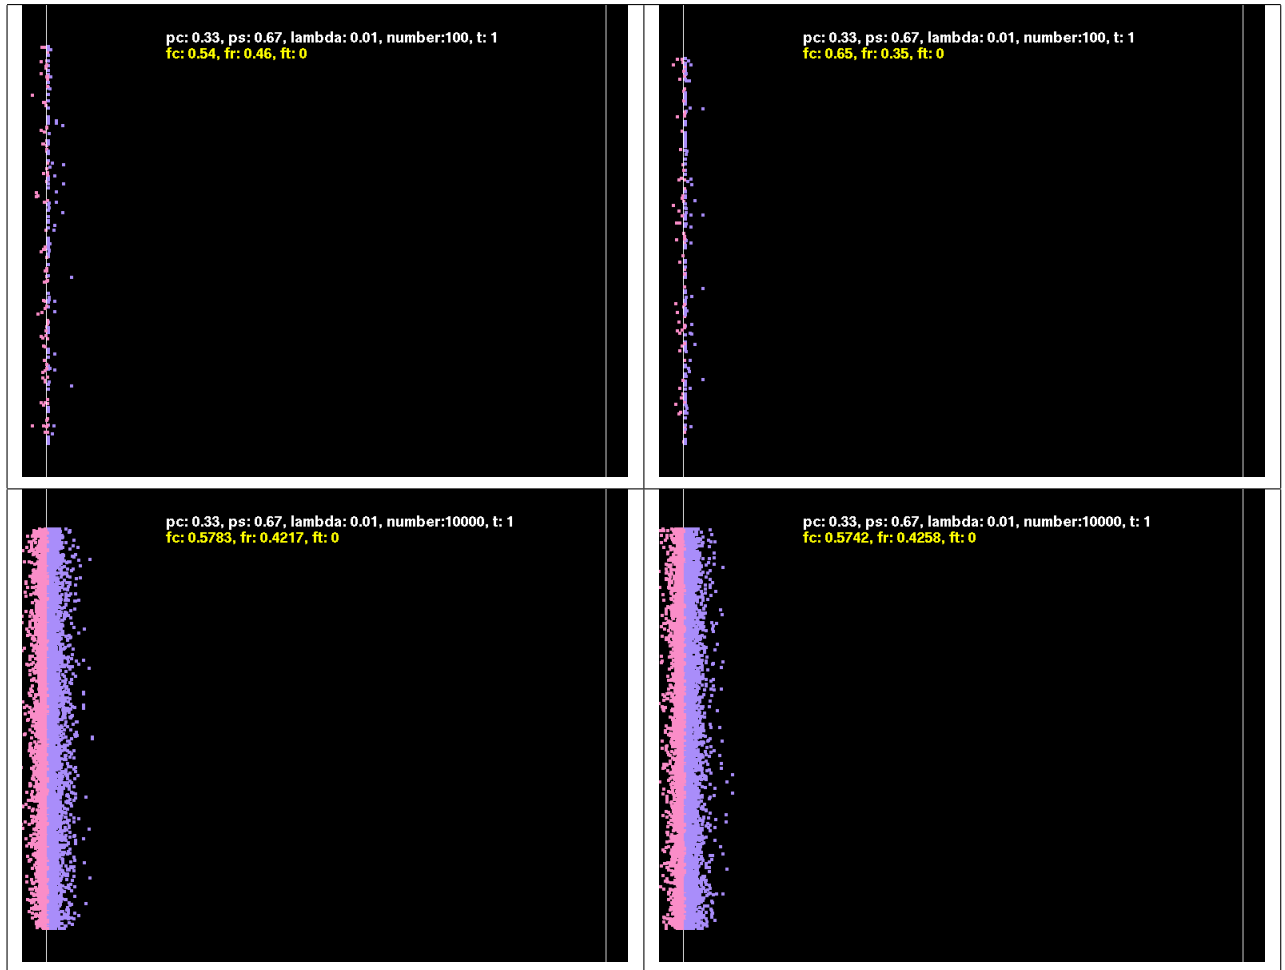 pc: 0.33, ps: 0.67, lambda: 0.01, number:100, t: 1
fc: 0.54, fr: 0.46, ft: 0
pc: 0.33, ps: 0.67, lambda: 0.01, number:100, t: 1
fc: 0.65, fr: 0.35, ft: 0
pc: 0.33, ps: 0.67, lambda: 0.01, number:10000, t: 1
fc: 0.5783, fr: 0.4217, ft: 0
pc: 0.33, ps: 0.67, lambda: 0.01, number:10000, t: 1
fc: 0.5742, fr: 0.4258, ft: 0